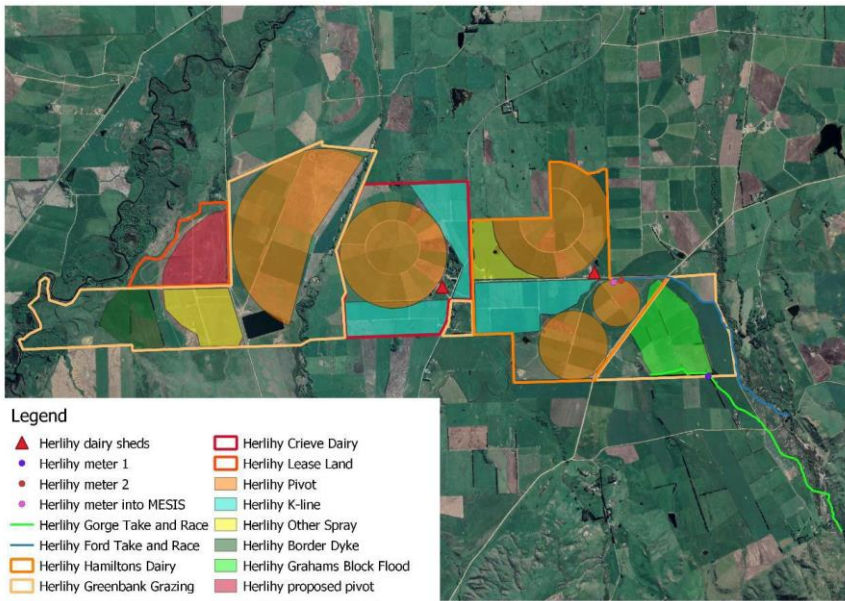 Legend
Herlihy dairy sheds
Herlihy meter 1
Herlihy meter 2
Herlihy meter into MESIS
Herlihy Gorge Take and Race
Herlihy Ford Take and Race
Herlihy Hamiltons Dairy
Herlihy Greenbank Grazing
Herlihy Crieve Dairy
Herlihy Lease Land
Herlihy Pivot
Herlihy K-line
Herlihy Other Spray
Herlihy Border Dyke
Herlihy Grahams Block Flood
Herlihy proposed pivot